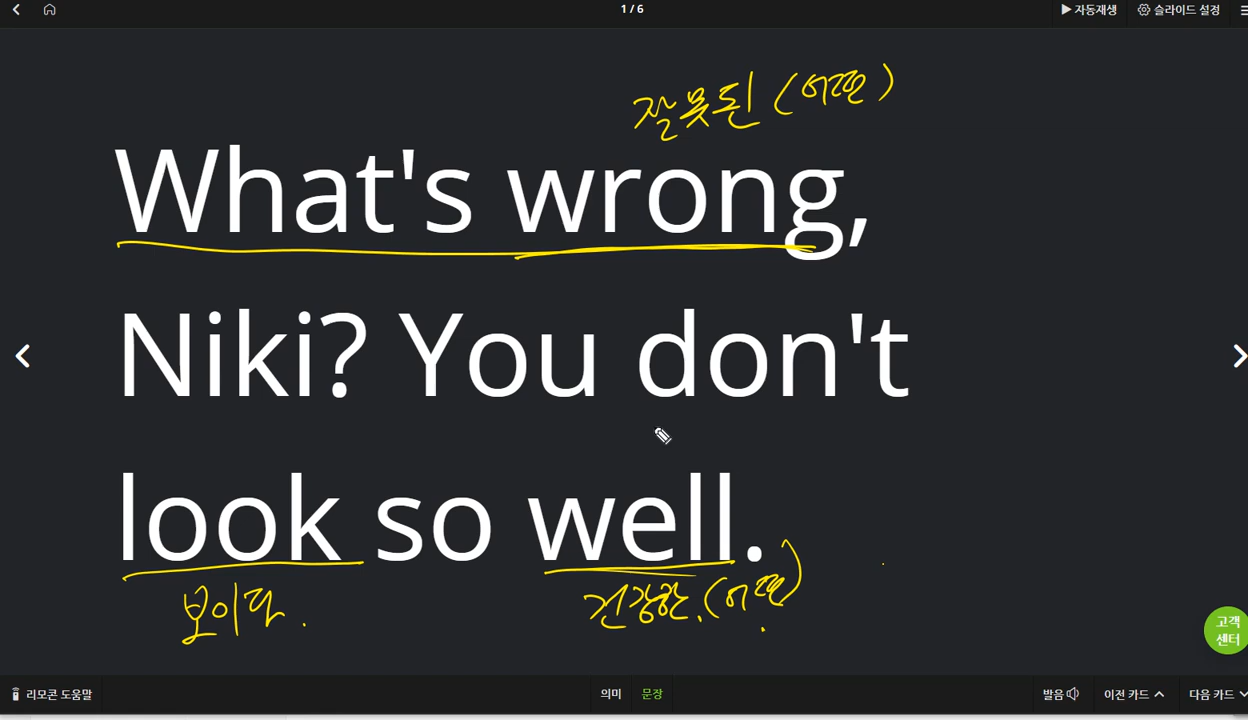 1 / 6
자동재생
슬라이드 설정
잘못된 (어떤)
What's wrong,
Niki? You don't
look so well.
보이다.
건강한. (어떤)
고객
센터
리모콘 도움말
의미
문장
발음
이전 카드
다음 카드